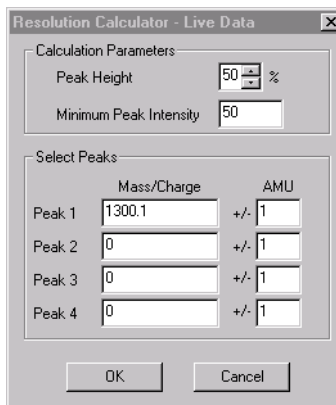 Resolution Calculator - Live Data
Calculation Parameters
Peak Height 50 %
Minimum Peak Intensity 50
Select Peaks
Mass/Charge AMU
Peak 1 1300.1 +/- 1
Peak 2 0 +/- 1
Peak 3 0 +/- 1
Peak 4 0 +/- 1
OK Cancel